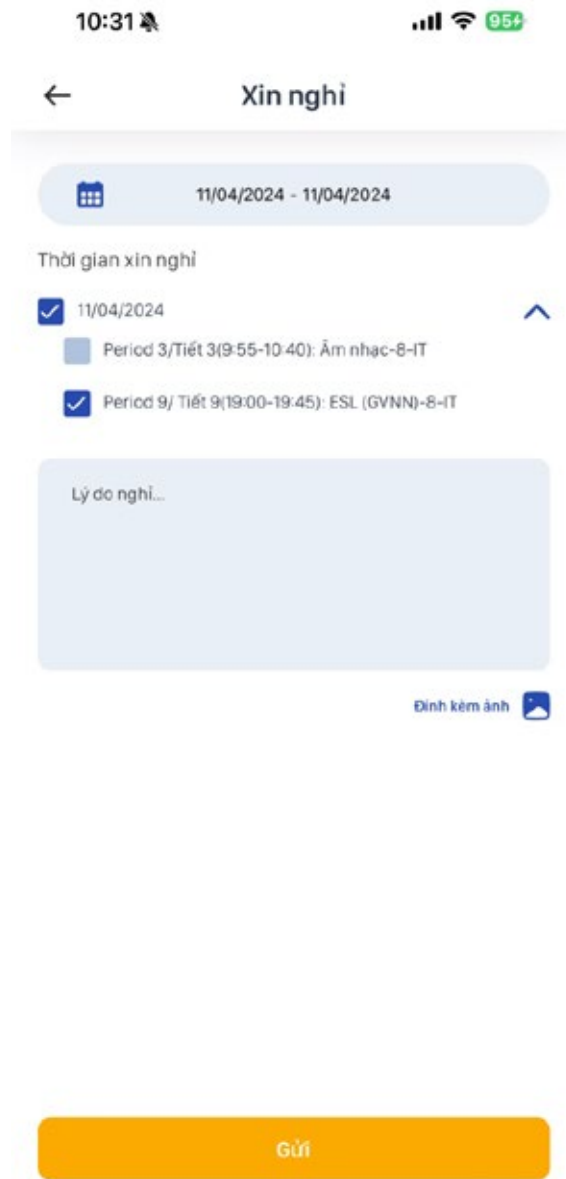 10:31
95
Xin nghỉ
11/04/2024 - 11/04/2024
Thời gian xin nghỉ
11/04/2024
Period 3/Tiết 3(9:55-10:40): Âm nhạc-8-IT
Period 9/ Tiết 9(19:00-19:45): ESL (GVNN)-8-IT
Lý do nghỉ...
Đính kèm ảnh
Gửi